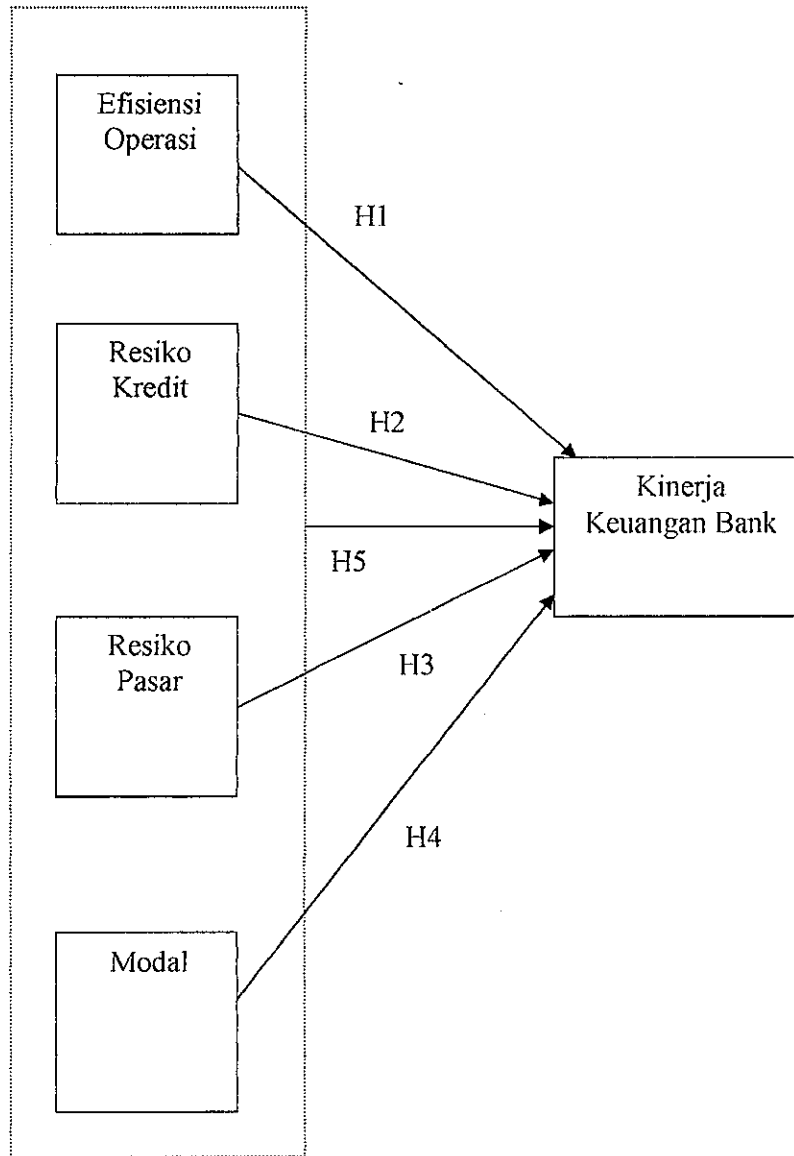 Efisiensi
Operasi
H1
Resiko
Kredit
H2
Kinerja
Keuangan Bank
H5
Resiko
Pasar
H3
H4
Modal